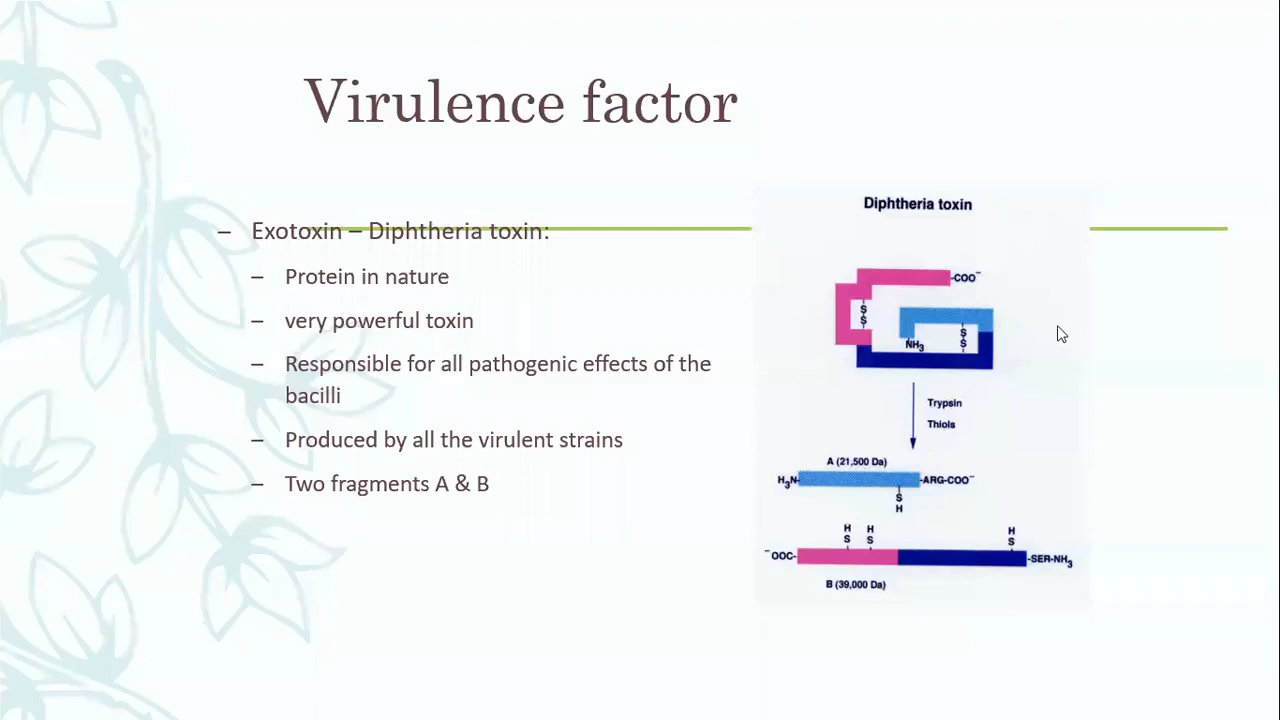 Virulence factor
– Exotoxin – Diphtheria toxin:
– Protein in nature
– very powerful toxin
– Responsible for all pathogenic effects of the
bacilli
– Produced by all the virulent strains
– Two fragments A & B
Diphtheria toxin
-COO⁻
S
S
NH₃
S
S
Trypsin
Thiols
A (21,500 Da)
H₃N-
-ARG-COO⁻
S
H
H H H
S S S
⁻OOC-
-SER-NH₃
B (39,000 Da)